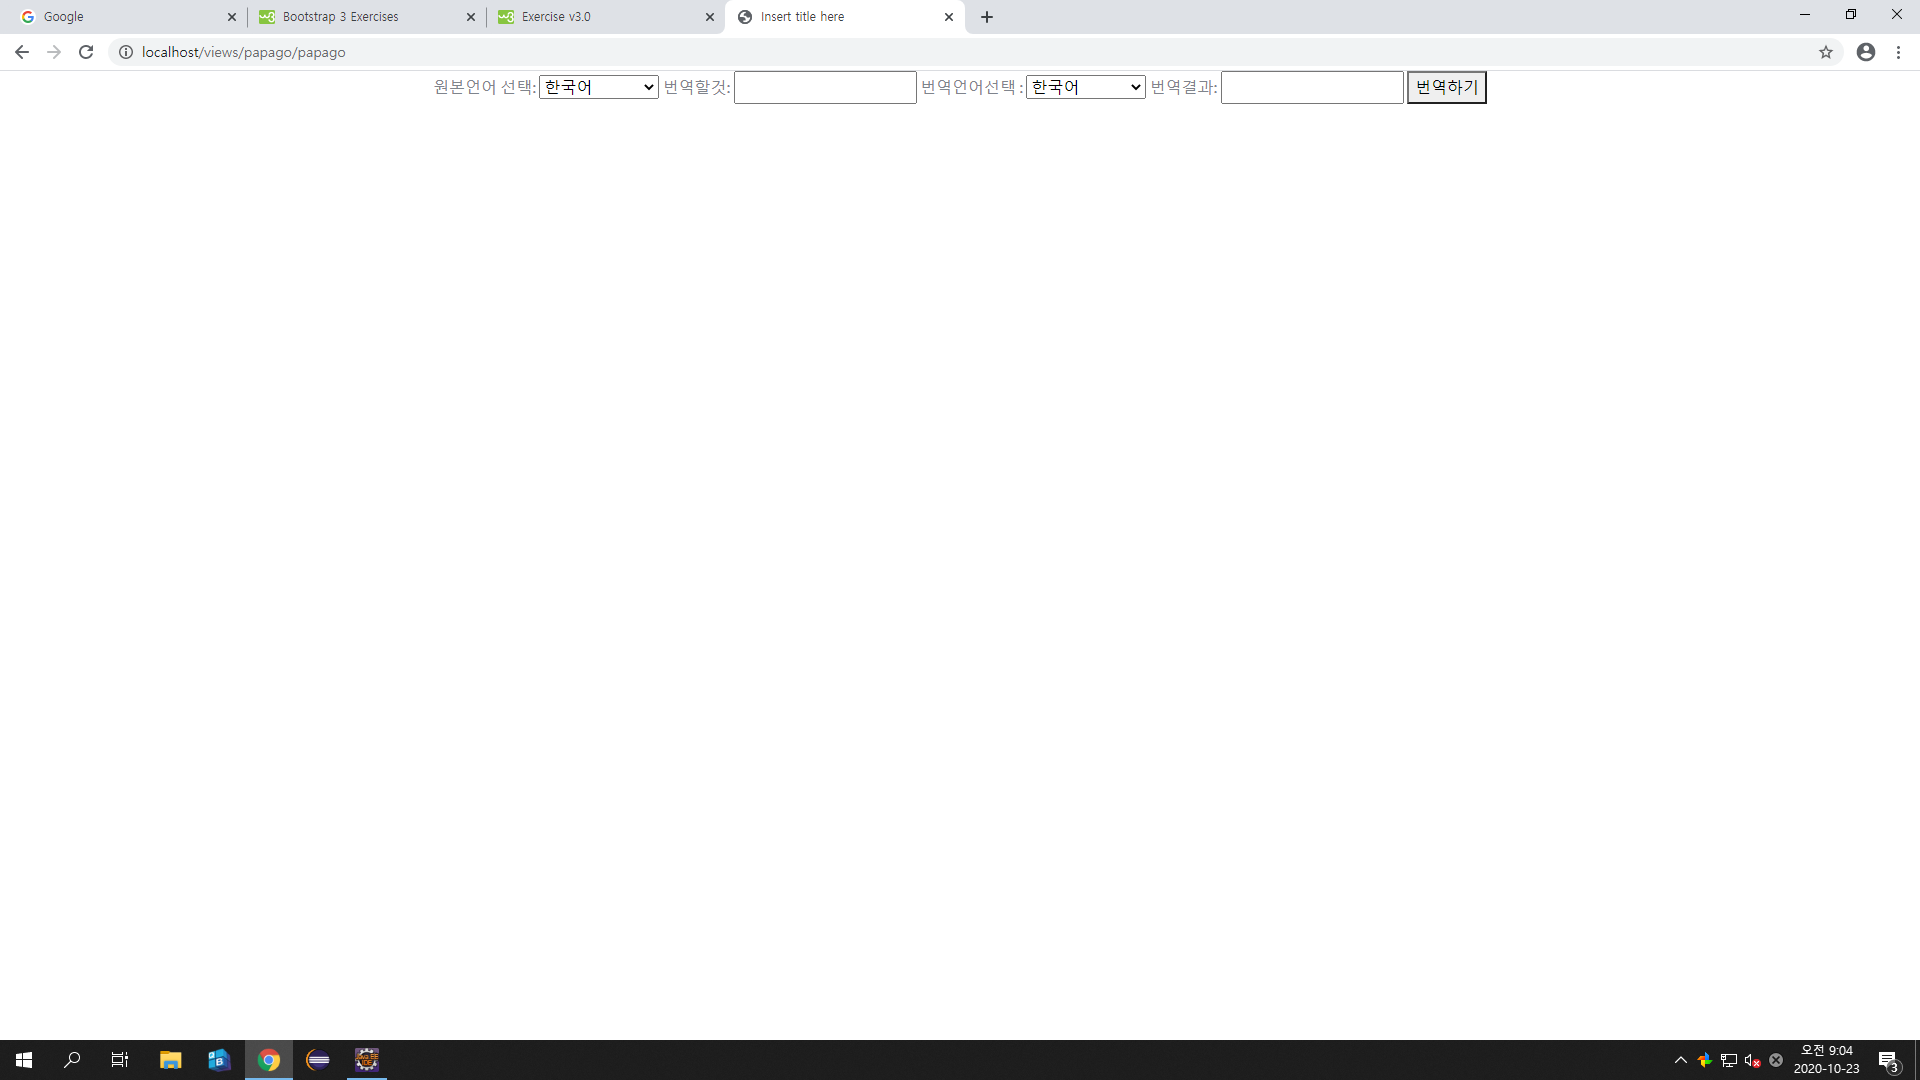 Google
Bootstrap 3 Exercises
Exercise v3.0
Insert title here
localhost/views/papago/papago
원본언어 선택: 한국어 번역할것: 번역언어선택 : 한국어 번역결과: 번역하기
오전 9:04
2020-10-23
3